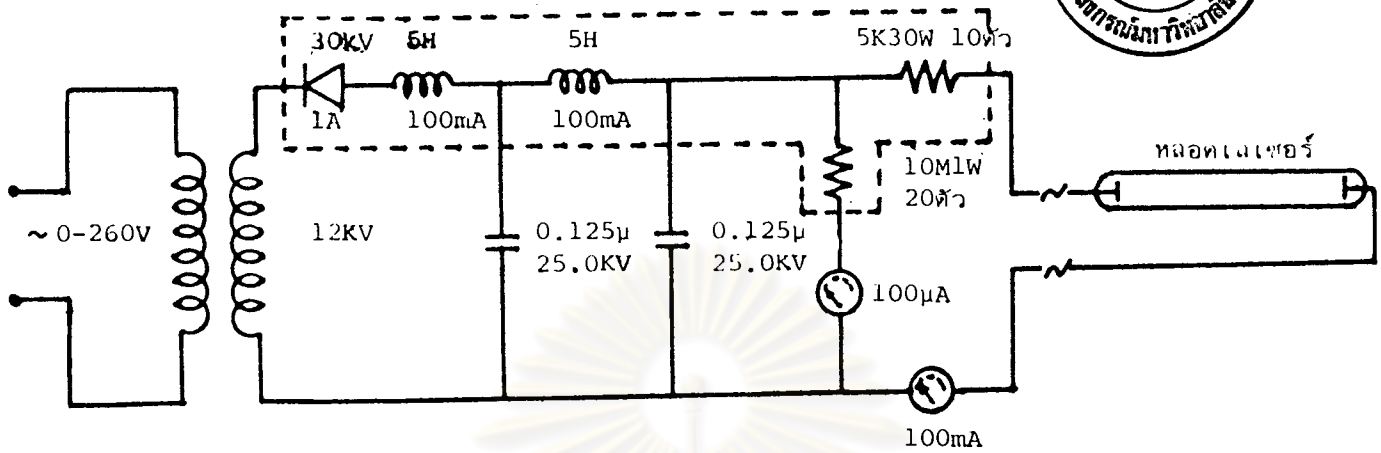 30KV
5H
5H
5K30W 10ตัว
1A
100mA
100mA
10M1W
20ตัว
หลอดเลเซอร์
~ 0-260V
12KV
0.125μ
25.0KV
0.125μ
25.0KV
100μA
100mA